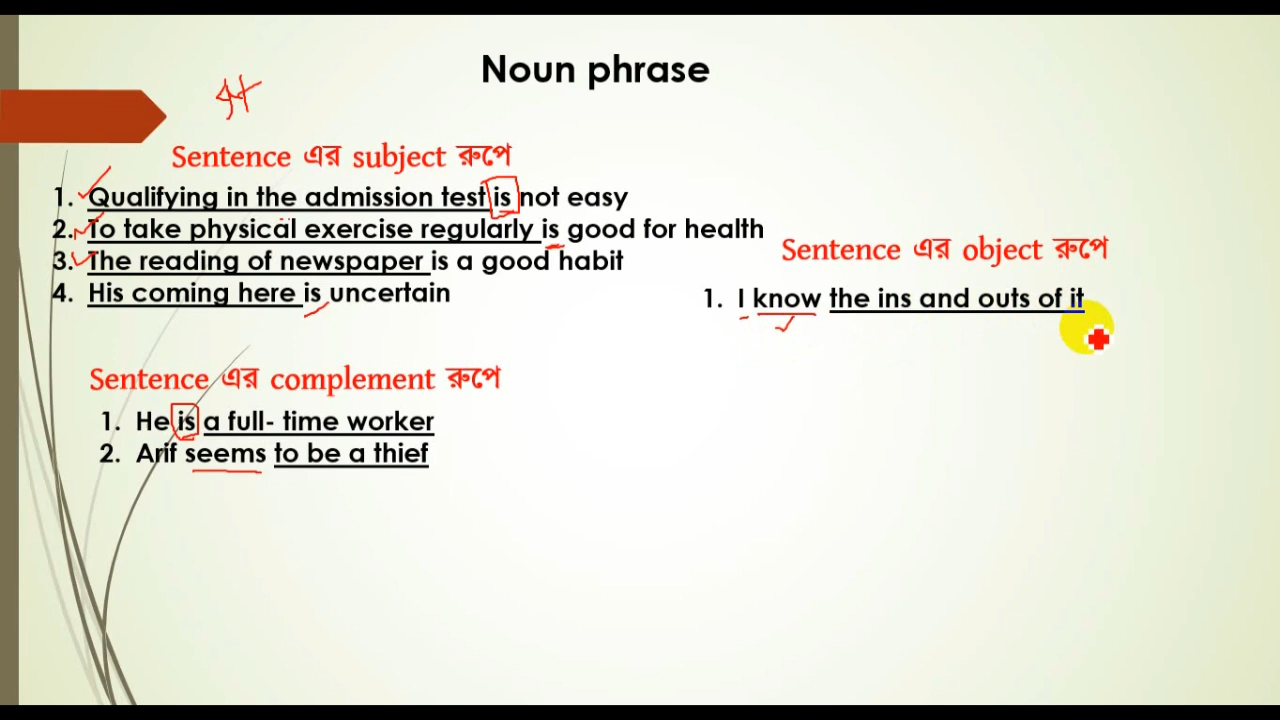 Noun phrase
Sentence এর subject রুপে
1. Qualifying in the admission test is not easy
2. To take physical exercise regularly is good for health
3. The reading of newspaper is a good habit
4. His coming here is uncertain
Sentence এর object রুপে
1. I know the ins and outs of it
Sentence এর complement রুপে
1. He is a full- time worker
2. Arif seems to be a thief